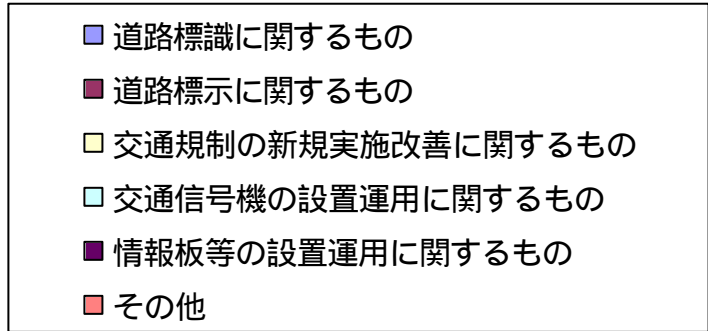 道路標識に関するもの
道路標示に関するもの
交通規制の新規実施改善に関するもの
交通信号機の設置運用に関するもの
情報板等の設置運用に関するもの
その他